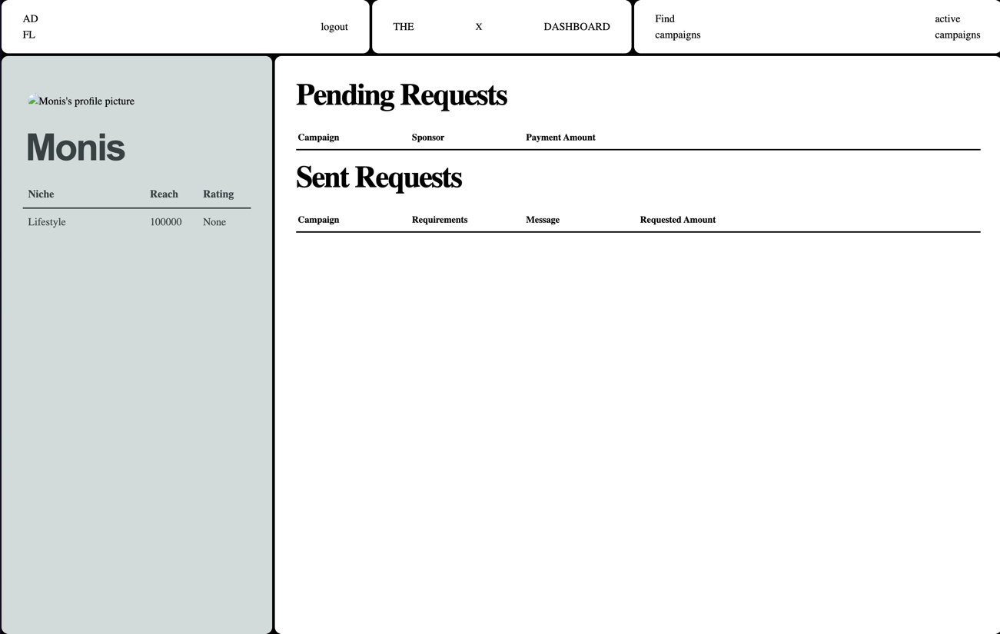 AD
FL
logout
THE X DASHBOARD
Find
campaigns
active
campaigns
Monis's profile picture
Monis
Niche Reach Rating
Lifestyle 100000 None
Pending Requests
Campaign Sponsor Payment Amount
Sent Requests
Campaign Requirements Message Requested Amount